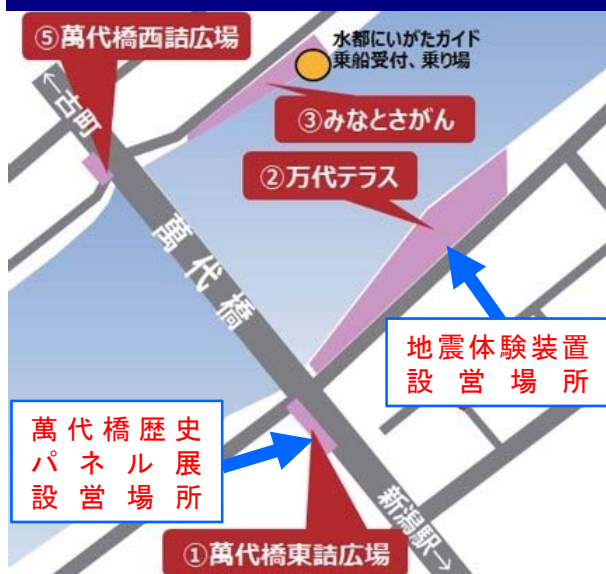 ⑤萬代橋西詰広場
水都にいがたガイド
乗船受付、乗り場
←古町
③みなとさがん
②万代テラス
萬代橋
地震体験装置
設営場所
萬代橋歴史
パネル展
設営場所
新潟駅→
①萬代橋東詰広場